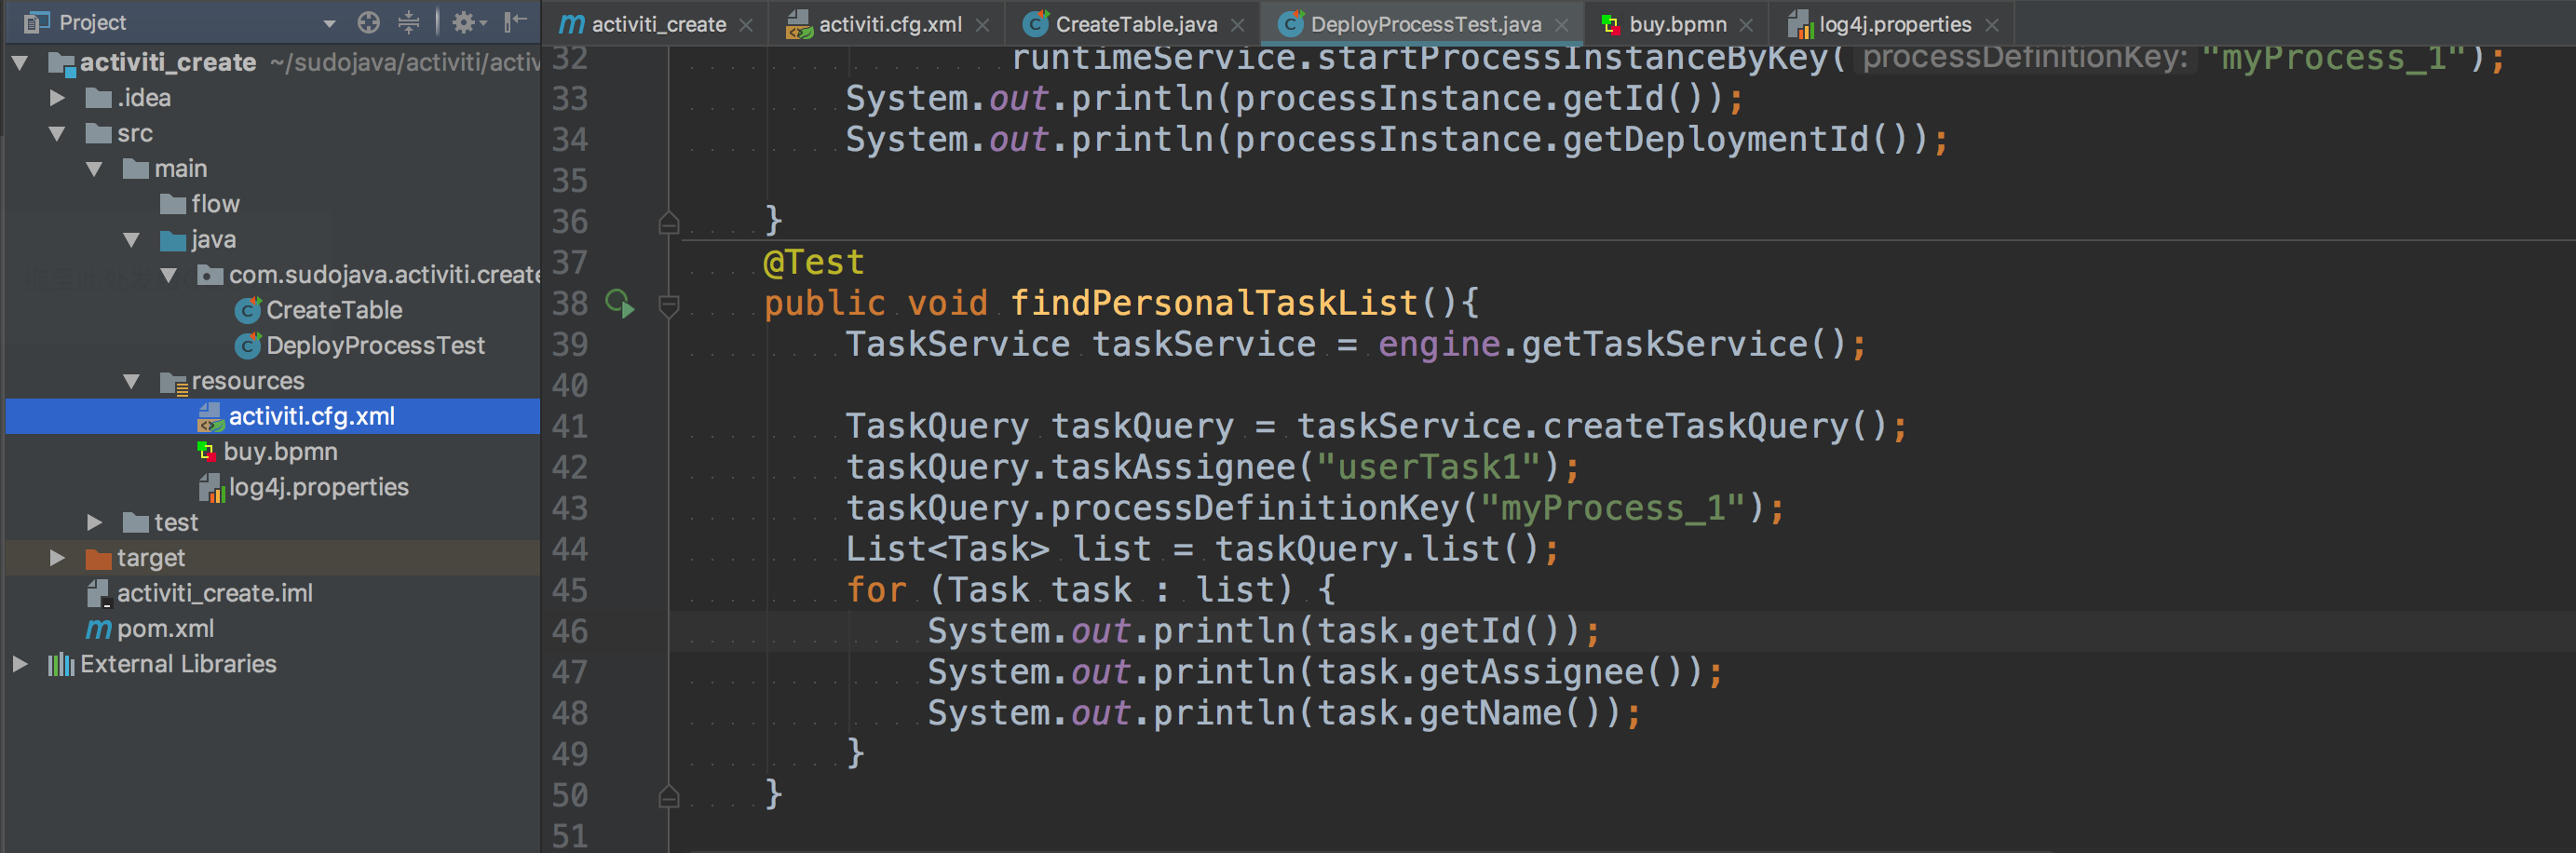 Project
activiti_create ~/sudojava/activiti/activ
.idea
src
main
flow
java
com.sudojava.activiti.create
CreateTable
DeployProcessTest
resources
activiti.cfg.xml
buy.bpmn
log4j.properties
test
target
activiti_create.iml
pom.xml
External Libraries
activiti_create
activiti.cfg.xml
CreateTable.java
DeployProcessTest.java
buy.bpmn
log4j.properties
32 runtimeService.startProcessInstanceByKey( processDefinitionKey: "myProcess_1");
33 System.out.println(processInstance.getId());
34 System.out.println(processInstance.getDeploymentId());
35
36 }
37 @Test
38 public void findPersonalTaskList(){
39 TaskService taskService = engine.getTaskService();
40
41 TaskQuery taskQuery = taskService.createTaskQuery();
42 taskQuery.taskAssignee("userTask1");
43 taskQuery.processDefinitionKey("myProcess_1");
44 List<Task> list = taskQuery.list();
45 for (Task task : list) {
46 System.out.println(task.getId());
47 System.out.println(task.getAssignee());
48 System.out.println(task.getName());
49 }
50 }
51